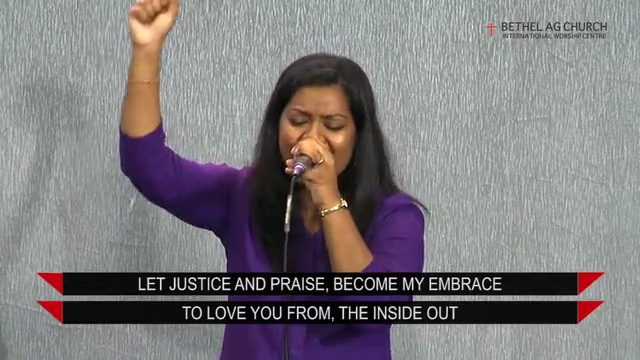 BETHEL AG CHURCH
INTERNATIONAL WORSHIP CENTRE
LET JUSTICE AND PRAISE, BECOME MY EMBRACE
TO LOVE YOU FROM, THE INSIDE OUT